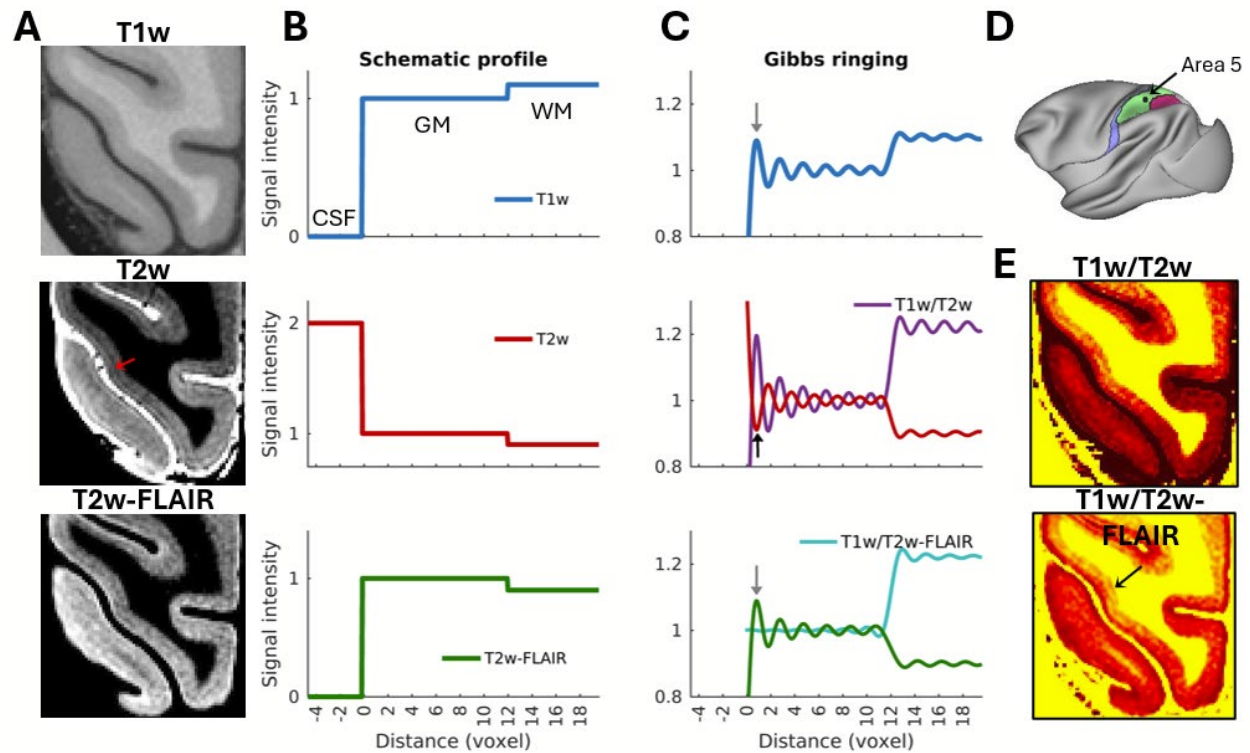 A
T1w
T2w
T2w-FLAIR
B
Schematic profile
Signal intensity
1
0
CSF
GM
WM
T1w
Signal intensity
2
1
T2w
Signal intensity
1
0
T2w-FLAIR
-4 -2 0 2 4 6 8 10 12 14 16 18
Distance (voxel)
C
Gibbs ringing
1.2
1
0.8
1.2
1
0.8
T1w/T2w
1.2
1
0.8
T1w/T2w-FLAIR
-4 -2 0 2 4 6 8 10 12 14 16 18
Distance (voxel)
D
Area 5
E
T1w/T2w
T1w/T2w-
FLAIR